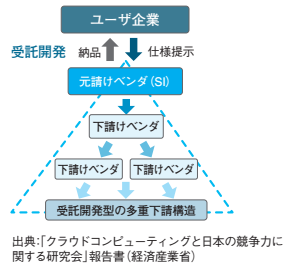 ユーザ企業
受託開発 納品 仕様提示
元請けベンダ(SI)
下請けベンダ
下請けベンダ 下請けベンダ
受託開発型の多重下請構造
出典:「クラウドコンピューティングと日本の競争力に
関する研究会」報告書(経済産業省)